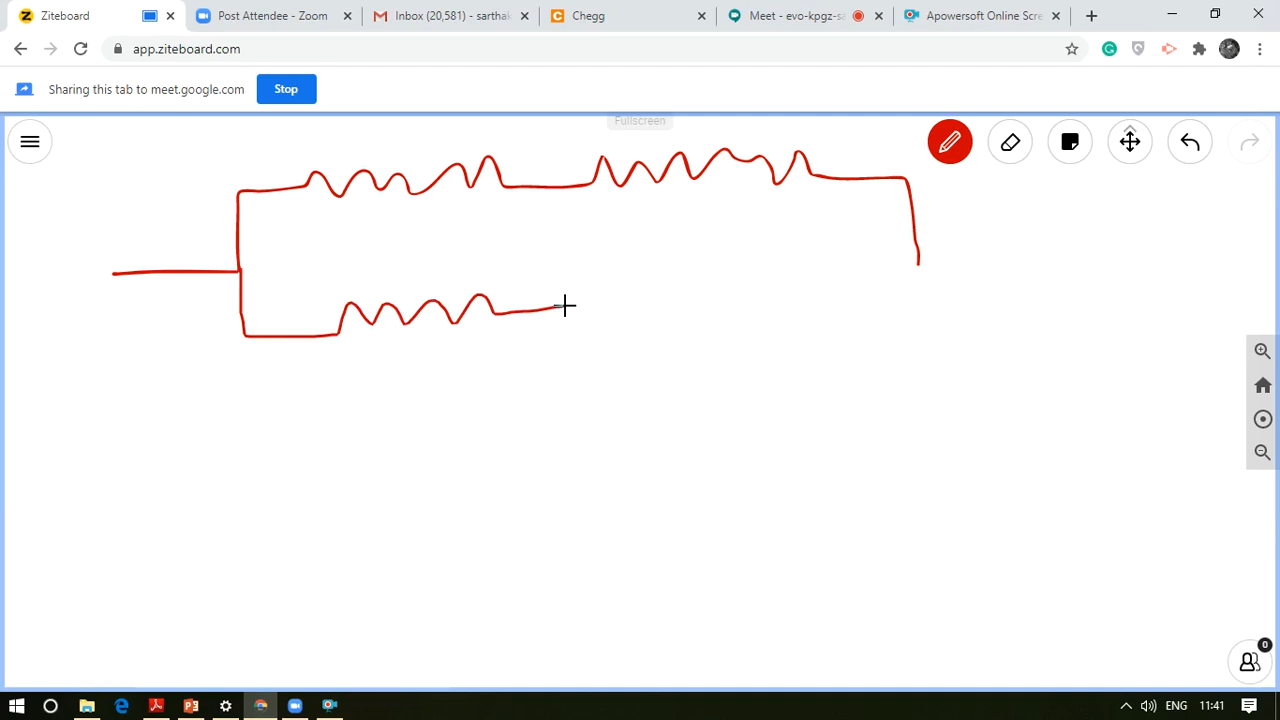 Ziteboard
Post Attendee - Zoom
Inbox (20,581) - sarthak
Chegg
Meet - evo-kpgz-sa
Apowersoft Online Scre
app.ziteboard.com
Sharing this tab to meet.google.com
Stop
Fullscreen
0
ENG
11:41